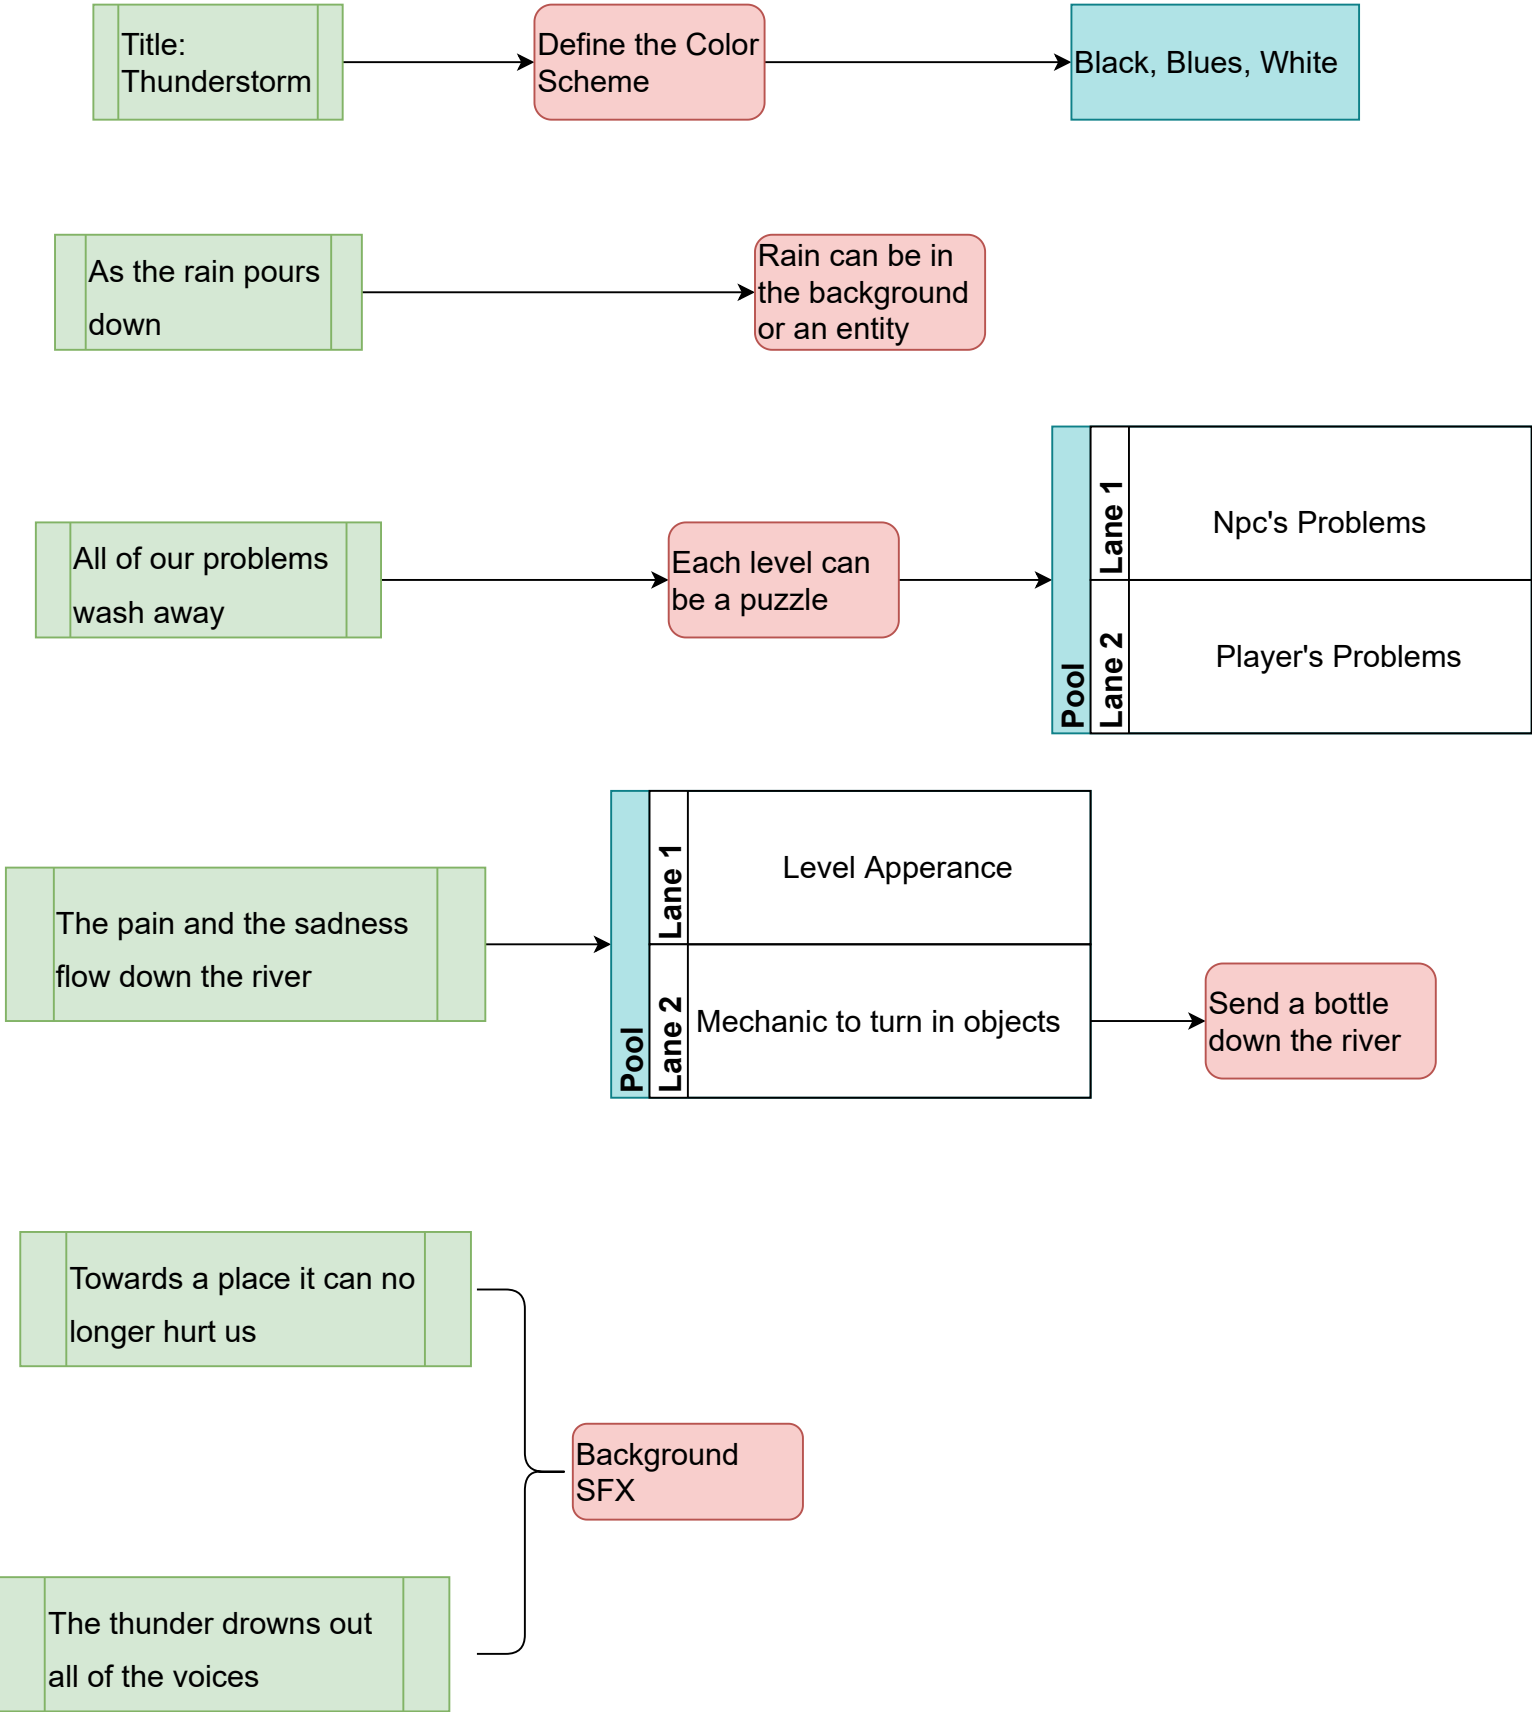 Title:
Thunderstorm
Define the Color
Scheme
Black, Blues, White
As the rain pours
down
Rain can be in
the background
or an entity
All of our problems
wash away
Each level can
be a puzzle
Pool
Lane 1
Npc's Problems
Lane 2
Player's Problems
The pain and the sadness
flow down the river
Pool
Lane 1
Level Apperance
Lane 2
Mechanic to turn in objects
Send a bottle
down the river
Towards a place it can no
longer hurt us
Background
SFX
The thunder drowns out
all of the voices